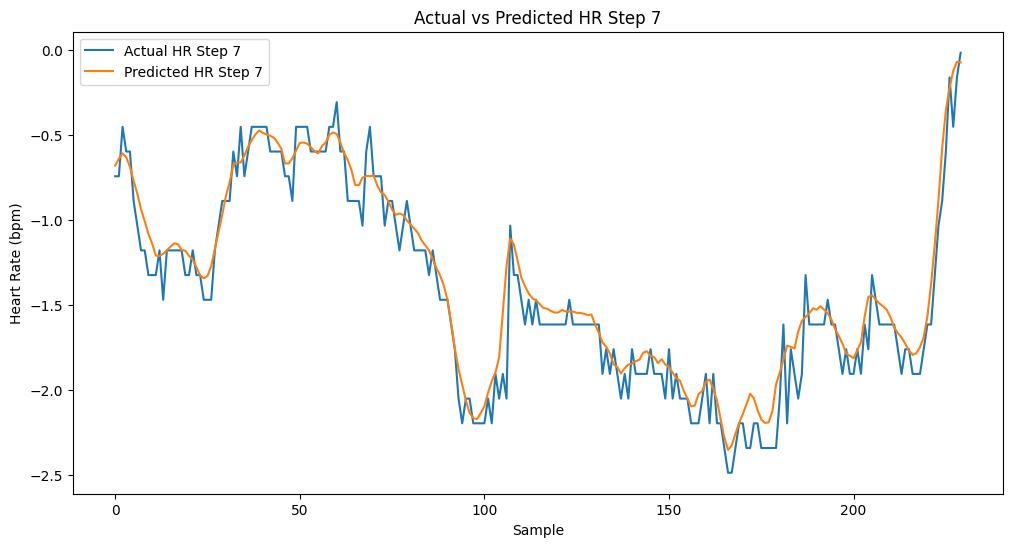 Actual vs Predicted HR Step 7
Actual HR Step 7
Predicted HR Step 7
Heart Rate (bpm)
0.0
−0.5
−1.0
−1.5
−2.0
−2.5
0
50
100
150
200
Sample